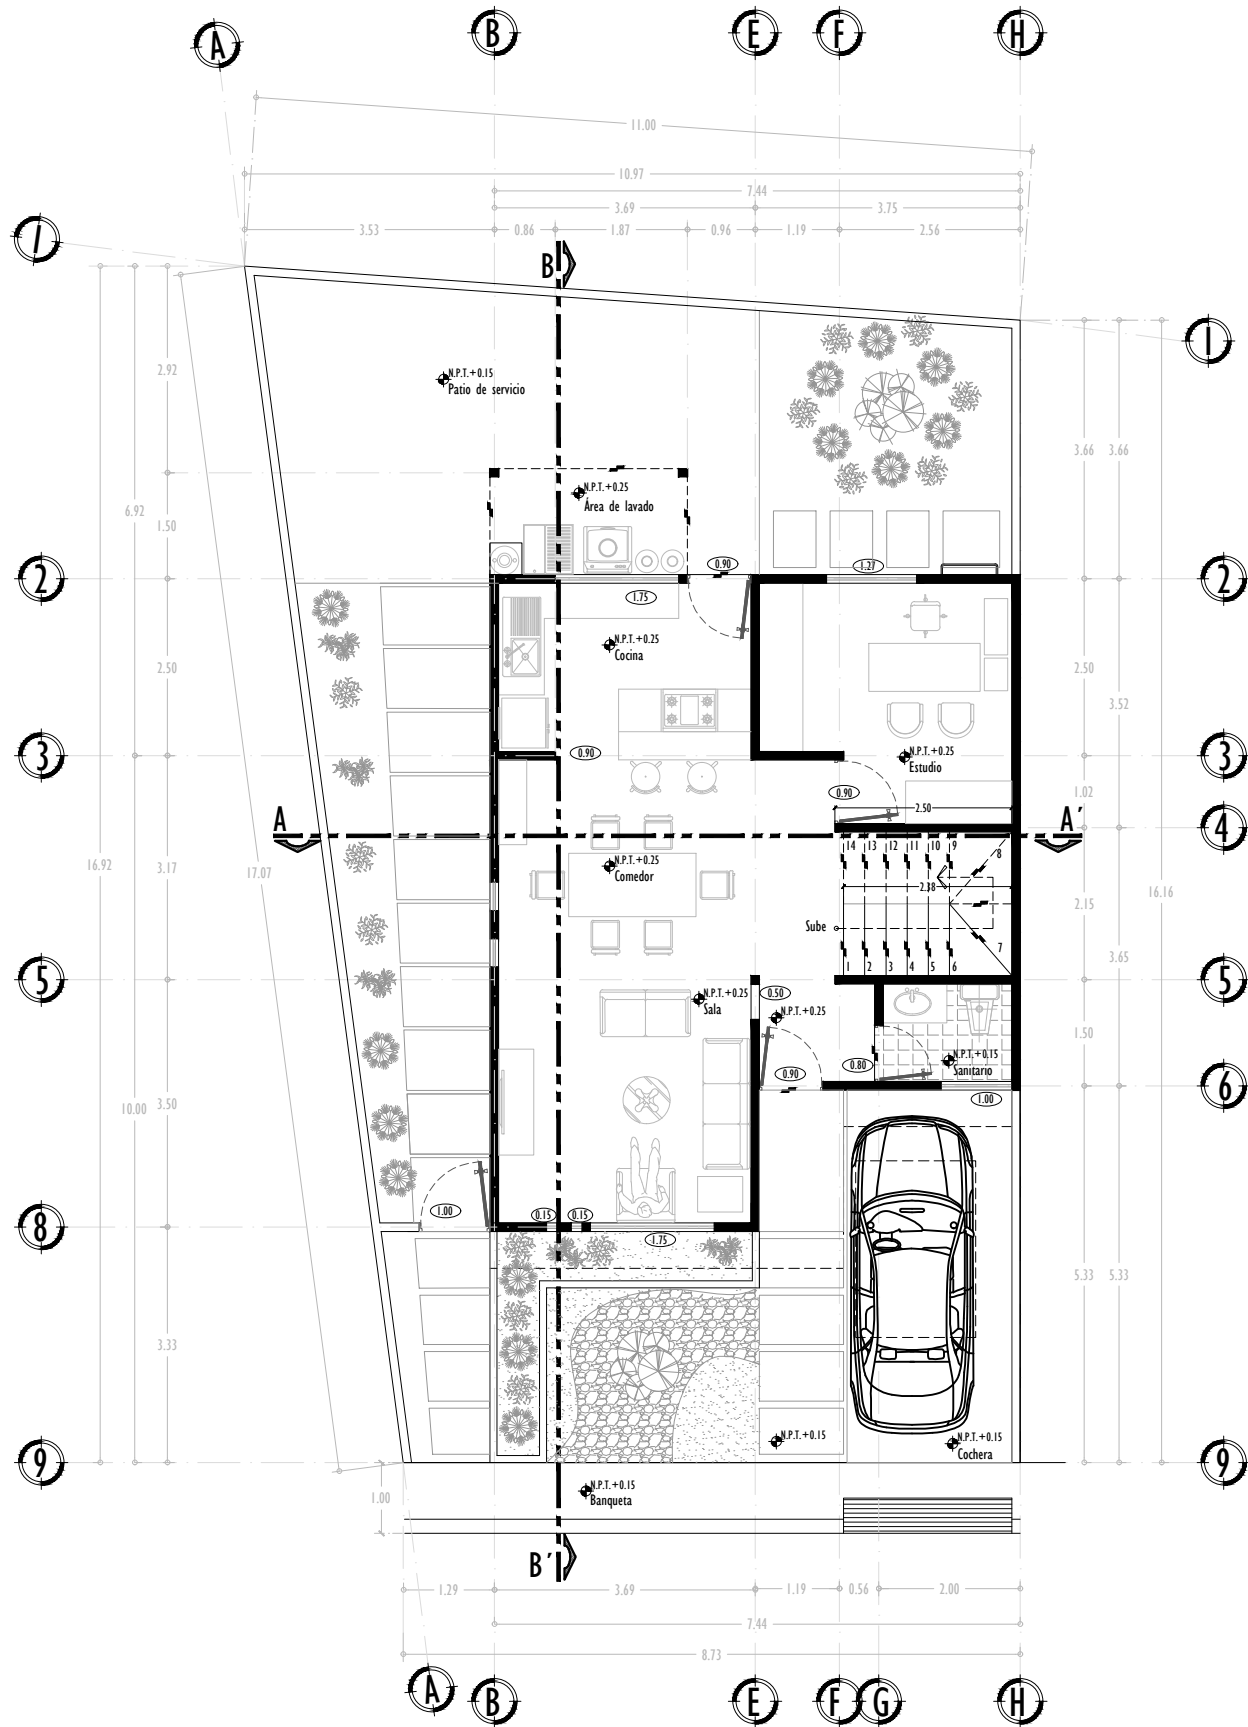 A
B
E
F
H
11.00
10.97
7.44
3.69
3.75
3.53
0.86
1.87
0.96
1.19
2.56
1
B
1
N.P.T.+0.15
Patio de servicio
2.92
3.66
3.66
N.P.T.+0.25
Área de lavado
6.92
1.50
2
0.90
1.27
2
1.75
N.P.T.+0.25
Cocina
2.50
2.50
3.52
3
0.90
N.P.T.+0.25
Estudio
3
0.90
1.02
2.50
A
A'
4
14
13
12
11
10
9
8
16.92
17.07
3.17
N.P.T.+0.25
Comedor
2.38
2.15
16.16
Sube
7
1
2
3
4
5
6
3.65
5
5
N.P.T.+0.25
Sala
0.50
N.P.T.+0.25
1.50
N.P.T.+0.15
Sanitario
0.90
0.80
6
1.00
10.00
3.50
1.00
0.15
0.15
8
8
1.75
5.33
5.33
3.33
N.P.T.+0.15
N.P.T.+0.15
Cochera
9
9
1.00
N.P.T.+0.15
Banqueta
B'
1.29
3.69
1.19
0.56
2.00
7.44
8.73
A
B
E
F
G
H